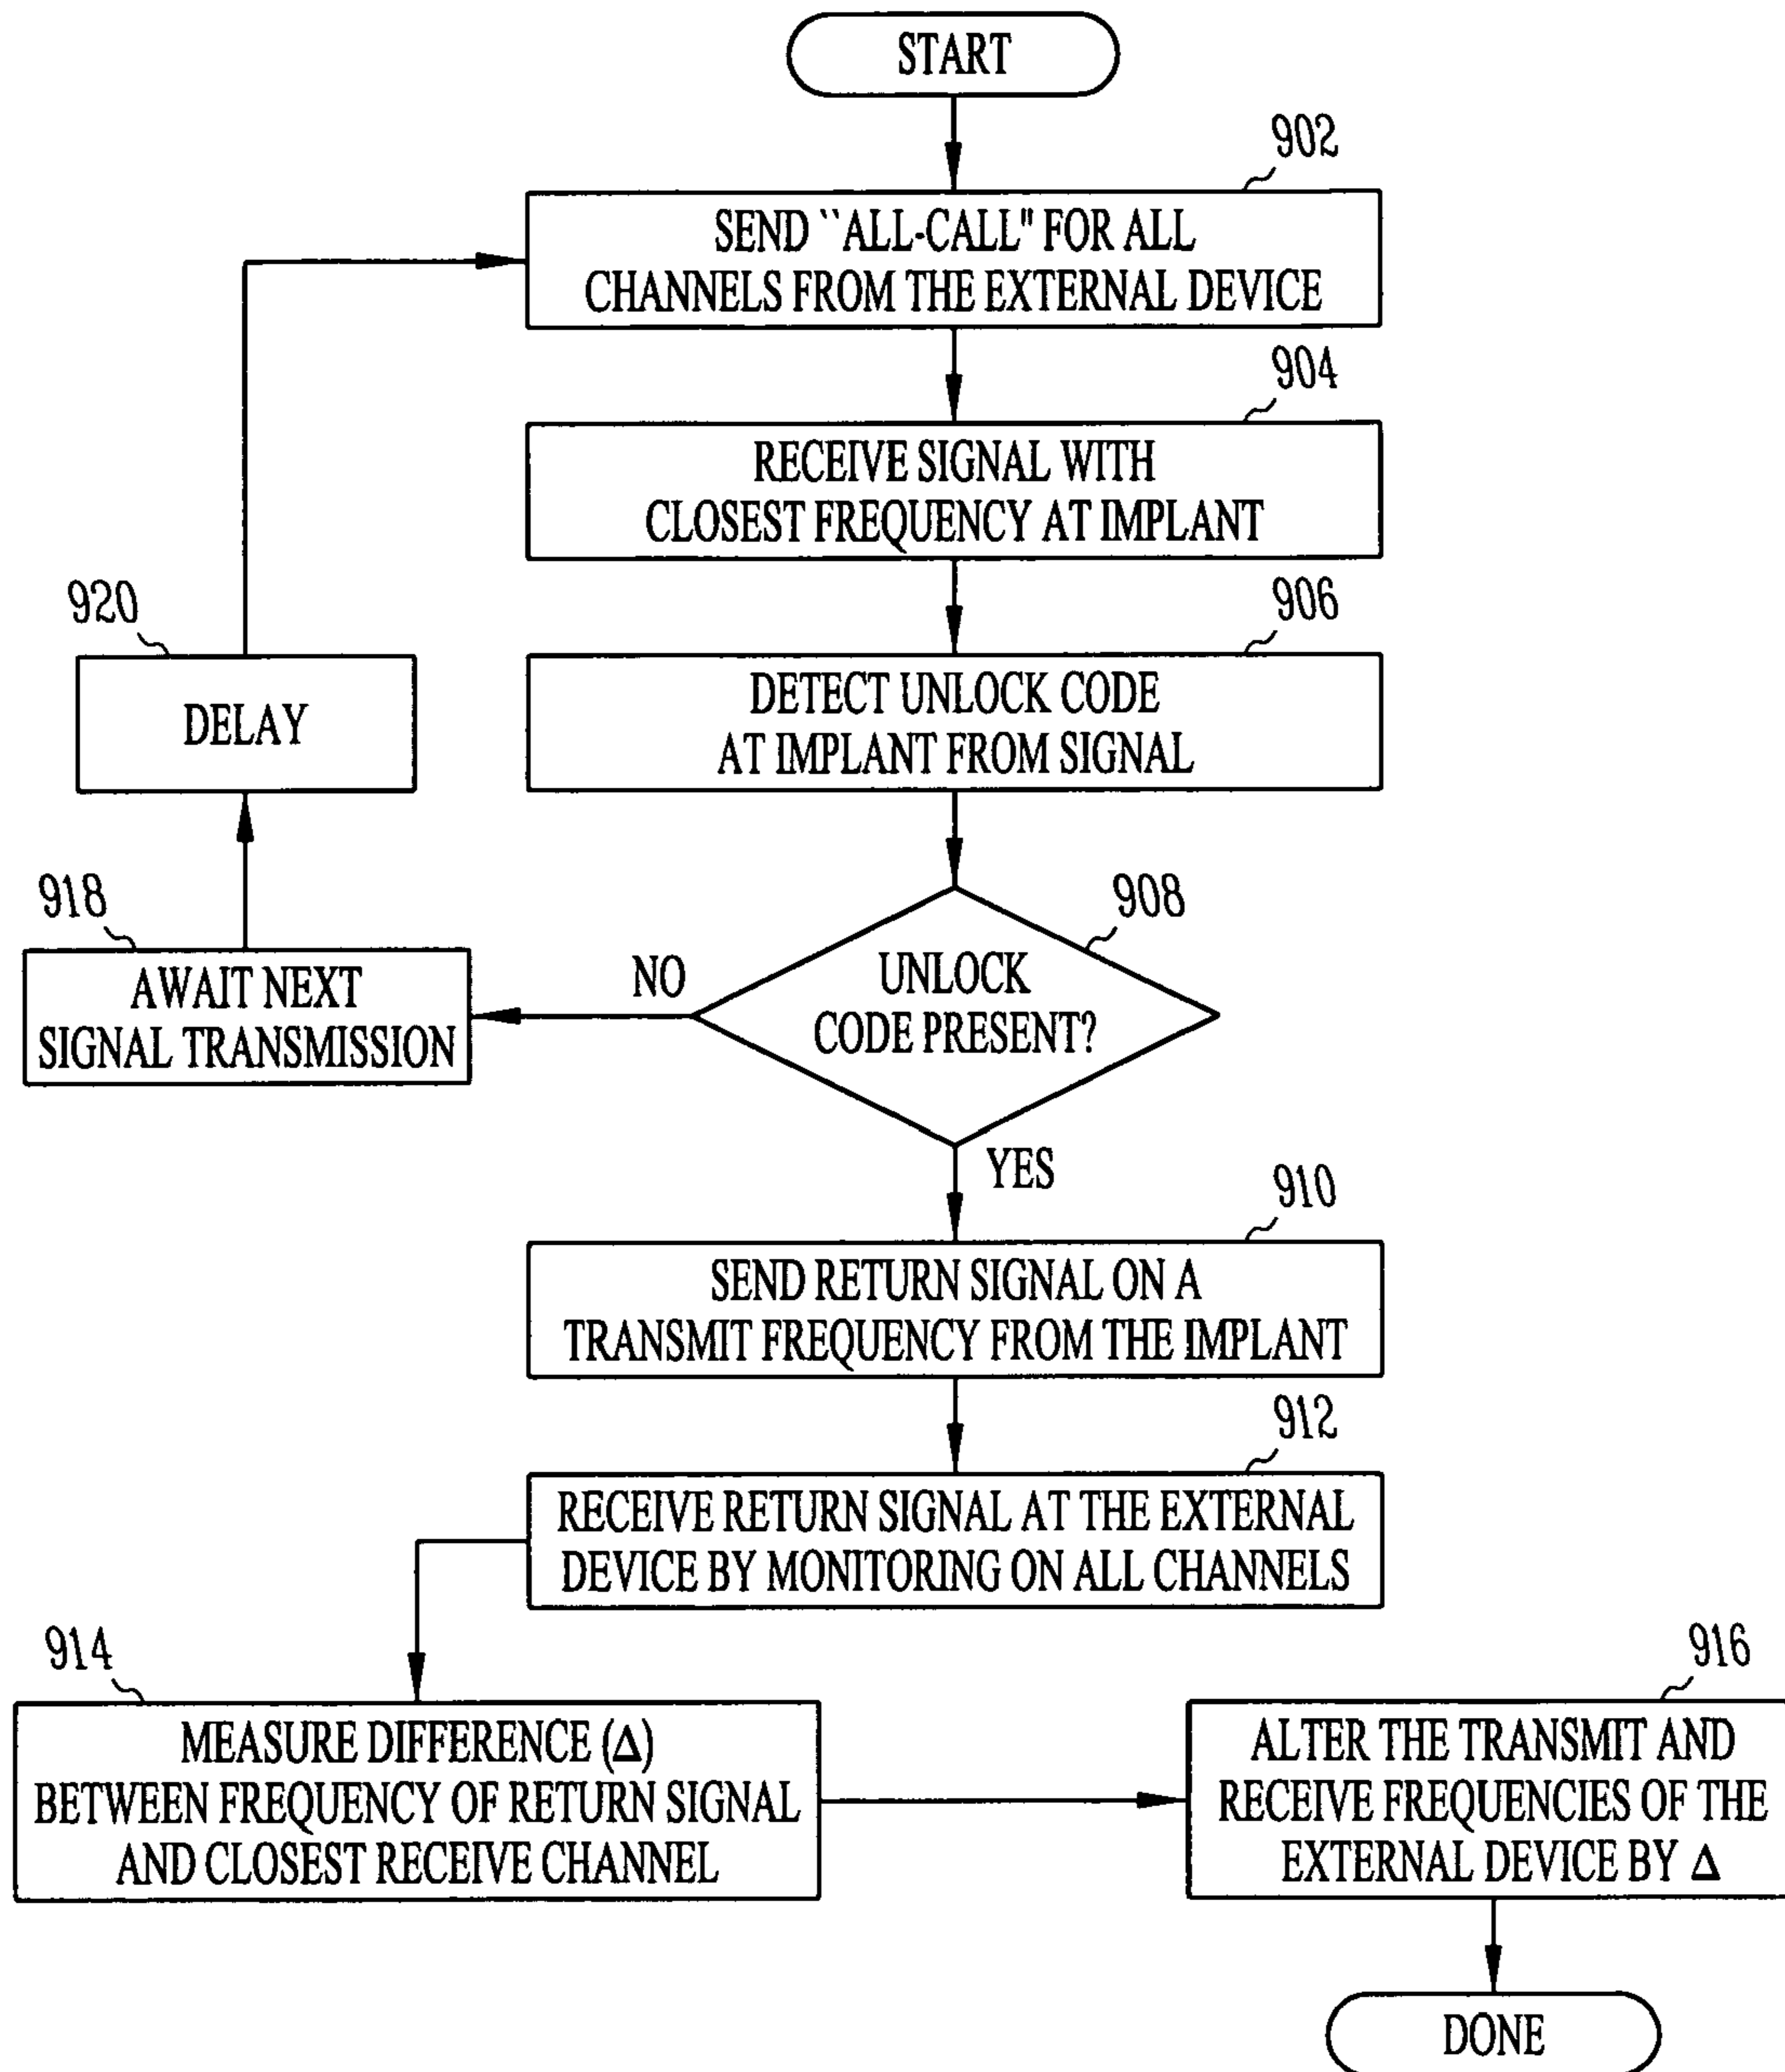 START
902
SEND ``ALL-CALL" FOR ALL
CHANNELS FROM THE EXTERNAL DEVICE
904
RECEIVE SIGNAL WITH
CLOSEST FREQUENCY AT IMPLANT
906
DETECT UNLOCK CODE
AT IMPLANT FROM SIGNAL
920
DELAY
908
UNLOCK
CODE PRESENT?
NO
918
AWAIT NEXT
SIGNAL TRANSMISSION
YES
910
SEND RETURN SIGNAL ON A
TRANSMIT FREQUENCY FROM THE IMPLANT
912
RECEIVE RETURN SIGNAL AT THE EXTERNAL
DEVICE BY MONITORING ON ALL CHANNELS
914
MEASURE DIFFERENCE (Δ)
BETWEEN FREQUENCY OF RETURN SIGNAL
AND CLOSEST RECEIVE CHANNEL
916
ALTER THE TRANSMIT AND
RECEIVE FREQUENCIES OF THE
EXTERNAL DEVICE BY Δ
DONE